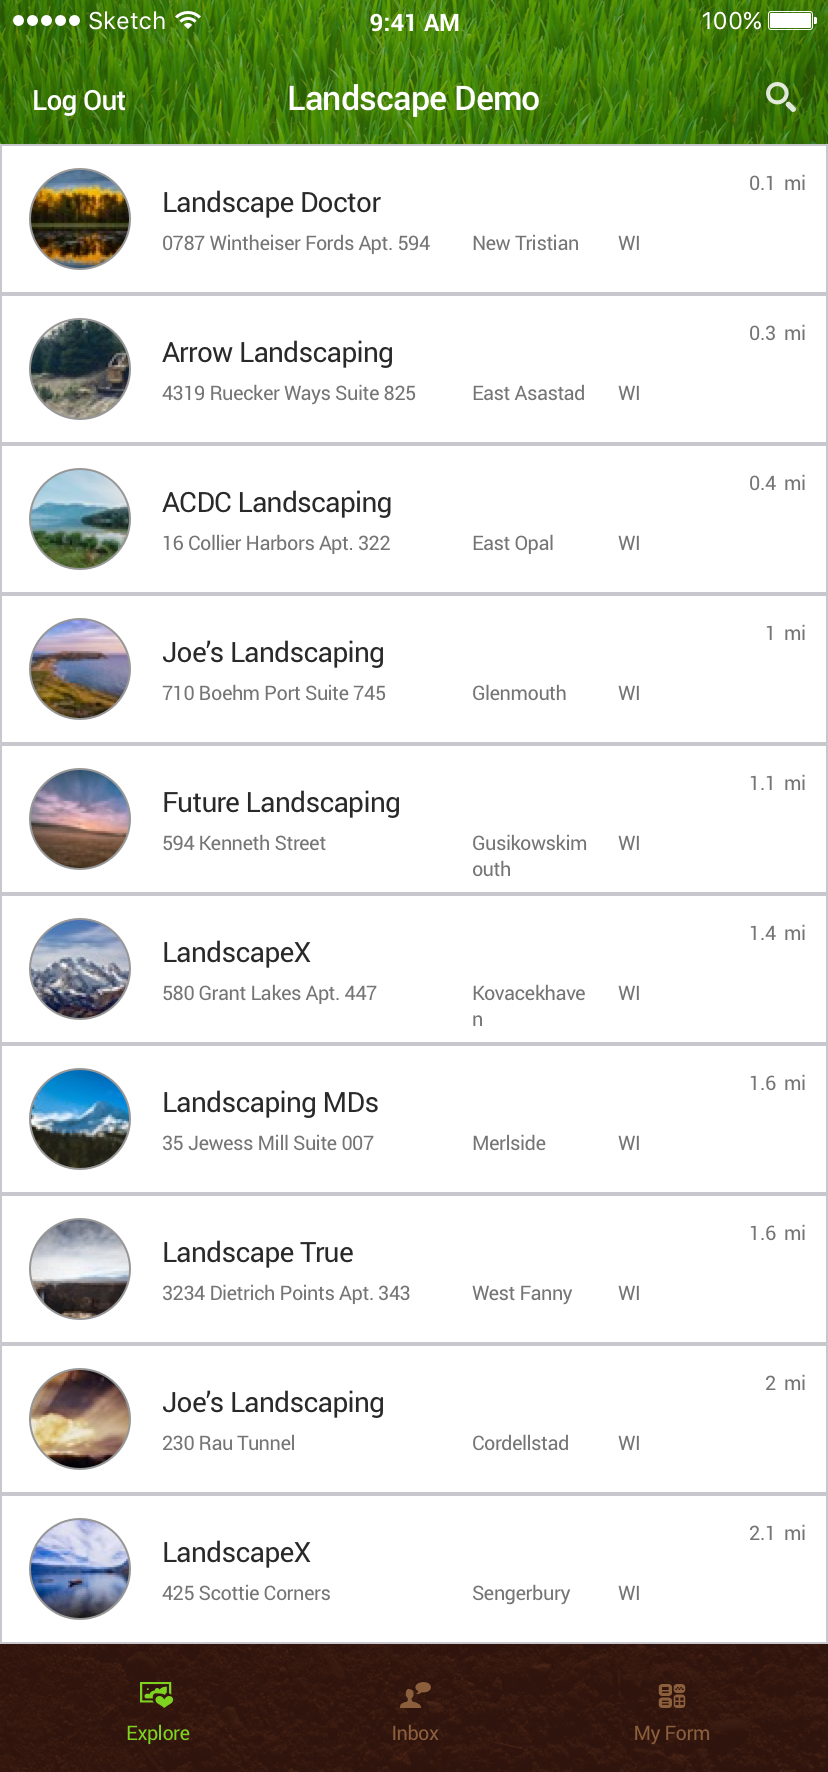 Sketch 9:41 AM 100%
Log Out Landscape Demo
0.1 mi
Landscape Doctor
0787 Wintheiser Fords Apt. 594 New Tristian WI
0.3 mi
Arrow Landscaping
4319 Ruecker Ways Suite 825 East Asastad WI
0.4 mi
ACDC Landscaping
16 Collier Harbors Apt. 322 East Opal WI
1 mi
Joe’s Landscaping
710 Boehm Port Suite 745 Glenmouth WI
1.1 mi
Future Landscaping
594 Kenneth Street Gusikowskim WI
outh
1.4 mi
LandscapeX
580 Grant Lakes Apt. 447 Kovacekhave WI
n
1.6 mi
Landscaping MDs
35 Jewess Mill Suite 007 Merlside WI
1.6 mi
Landscape True
3234 Dietrich Points Apt. 343 West Fanny WI
2 mi
Joe’s Landscaping
230 Rau Tunnel Cordellstad WI
2.1 mi
LandscapeX
425 Scottie Corners Sengerbury WI
Explore Inbox My Form